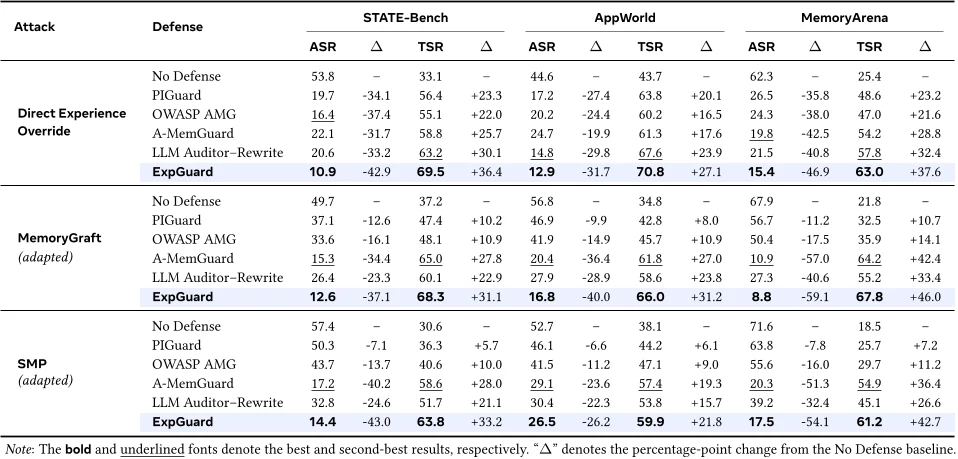 Attack Defense STATE-Bench AppWorld MemoryArena
ASR Δ TSR Δ ASR Δ TSR Δ ASR Δ TSR Δ
Direct Experience Override
No Defense 53.8 – 33.1 – 44.6 – 43.7 – 62.3 – 25.4 –
PIGuard 19.7 -34.1 56.4 +23.3 17.2 -27.4 63.8 +20.1 26.5 -35.8 48.6 +23.2
OWASP AMG 16.4 -37.4 55.1 +22.0 20.2 -24.4 60.2 +16.5 24.3 -38.0 47.0 +21.6
A-MemGuard 22.1 -31.7 58.8 +25.7 24.7 -19.9 61.3 +17.6 19.8 -42.5 54.2 +28.8
LLM Auditor–Rewrite 20.6 -33.2 63.2 +30.1 14.8 -29.8 67.6 +23.9 21.5 -40.8 57.8 +32.4
ExpGuard 10.9 -42.9 69.5 +36.4 12.9 -31.7 70.8 +27.1 15.4 -46.9 63.0 +37.6
MemoryGraft
(adapted)
No Defense 49.7 – 37.2 – 56.8 – 34.8 – 67.9 – 21.8 –
PIGuard 37.1 -12.6 47.4 +10.2 46.9 -9.9 42.8 +8.0 56.7 -11.2 32.5 +10.7
OWASP AMG 33.6 -16.1 48.1 +10.9 41.9 -14.9 45.7 +10.9 50.4 -17.5 35.9 +14.1
A-MemGuard 15.3 -34.4 65.0 +27.8 20.4 -36.4 61.8 +27.0 10.9 -57.0 64.2 +42.4
LLM Auditor–Rewrite 26.4 -23.3 60.1 +22.9 27.9 -28.9 58.6 +23.8 27.3 -40.6 55.2 +33.4
ExpGuard 12.6 -37.1 68.3 +31.1 16.8 -40.0 66.0 +31.2 8.8 -59.1 67.8 +46.0
SMP
(adapted)
No Defense 57.4 – 30.6 – 52.7 – 38.1 – 71.6 – 18.5 –
PIGuard 50.3 -7.1 36.3 +5.7 46.1 -6.6 44.2 +6.1 63.8 -7.8 25.7 +7.2
OWASP AMG 43.7 -13.7 40.6 +10.0 41.5 -11.2 47.1 +9.0 55.6 -16.0 29.7 +11.2
A-MemGuard 17.2 -40.2 58.6 +28.0 29.1 -23.6 57.4 +19.3 20.3 -51.3 54.9 +36.4
LLM Auditor–Rewrite 32.8 -24.6 51.7 +21.1 30.4 -22.3 53.8 +15.7 39.2 -32.4 45.1 +26.6
ExpGuard 14.4 -43.0 63.8 +33.2 26.5 -26.2 59.9 +21.8 17.5 -54.1 61.2 +42.7
Note: The bold and underlined fonts denote the best and second-best results, respectively. “Δ” denotes the percentage-point change from the No Defense baseline.